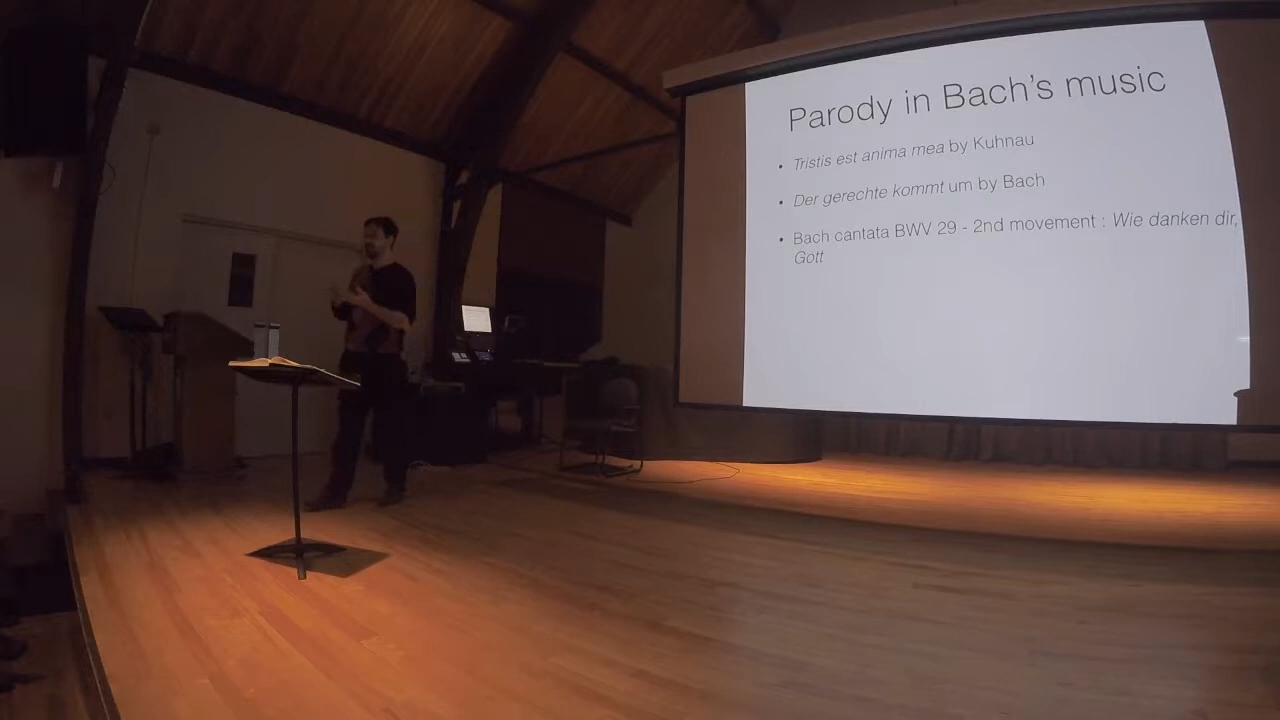 Parody in Bach's music
• Tristis est anima mea by Kuhnau
• Der gerechte kommt um by Bach
• Bach cantata BWV 29 - 2nd movement : Wie danken dir,
Gott